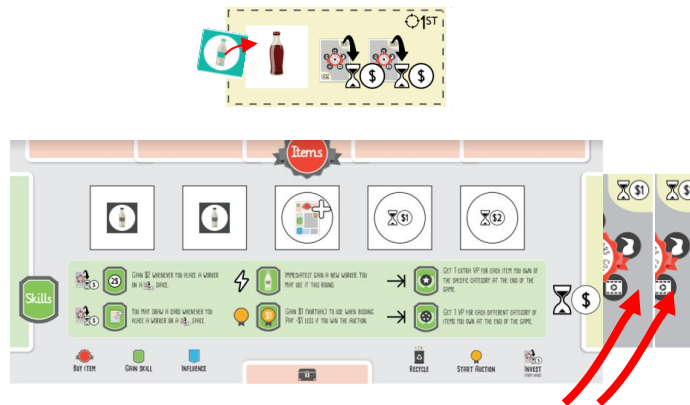 1ST
$ $
Items
$1
$
$1
$2
Skills
$
2$
GAIN $2 WHENEVER YOU PLACE A WORKER
ON A SPACE.
IMMEDIATELY GAIN A NEW WORKER. YOU
MAY USE IT THIS ROUND.
GET 1 EXTRA VP FOR EACH ITEM YOU OWN OF
THE SPECIFIC CATEGORY AT THE END OF THE
GAME.
$
$
YOU MAY DRAW A CARD WHENEVER YOU
PLACE A WORKER ON A SPACE.
$1
GAIN $1 (VIRTUAL) TO USE WHEN BIDDING.
PAY -$1 LESS IF YOU WIN THE AUCTION.
GET 1 VP FOR EACH DIFFERENT CATEGORY OF
ITEMS YOU OWN AT THE END OF THE GAME.
BUY ITEM
GAIN SKILL
INFLUENCE
RECYCLE
START AUCTION
INVEST